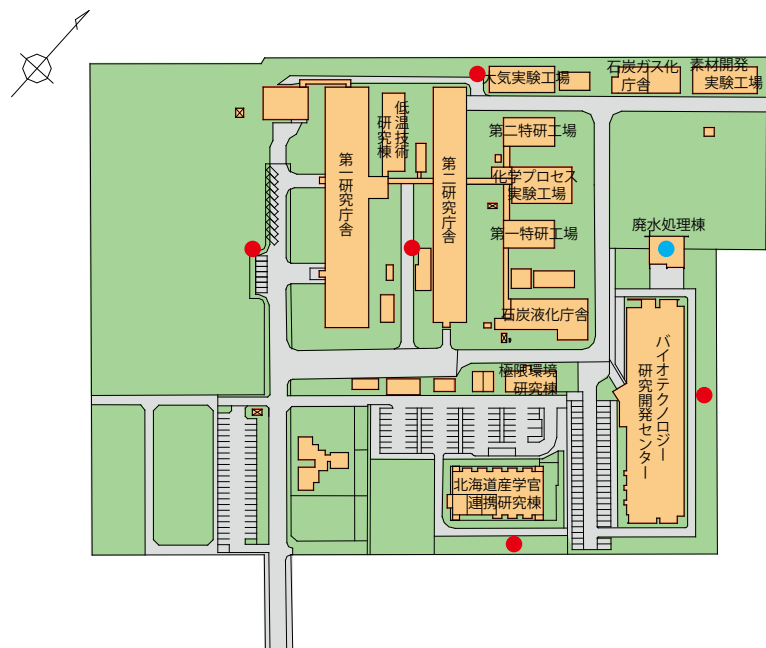 大気実験工場
石炭ガス化
庁舎
素材開発
実験工場
低温技術
研究棟
第一研究庁舎
第二研究庁舎
第二特研工場
化学プロセス
実験工場
第一特研工場
廃水処理棟
石炭液化庁舎
極限環境
研究棟
バイオテクノロジー
研究開発センター
北海道産学官
連携研究棟